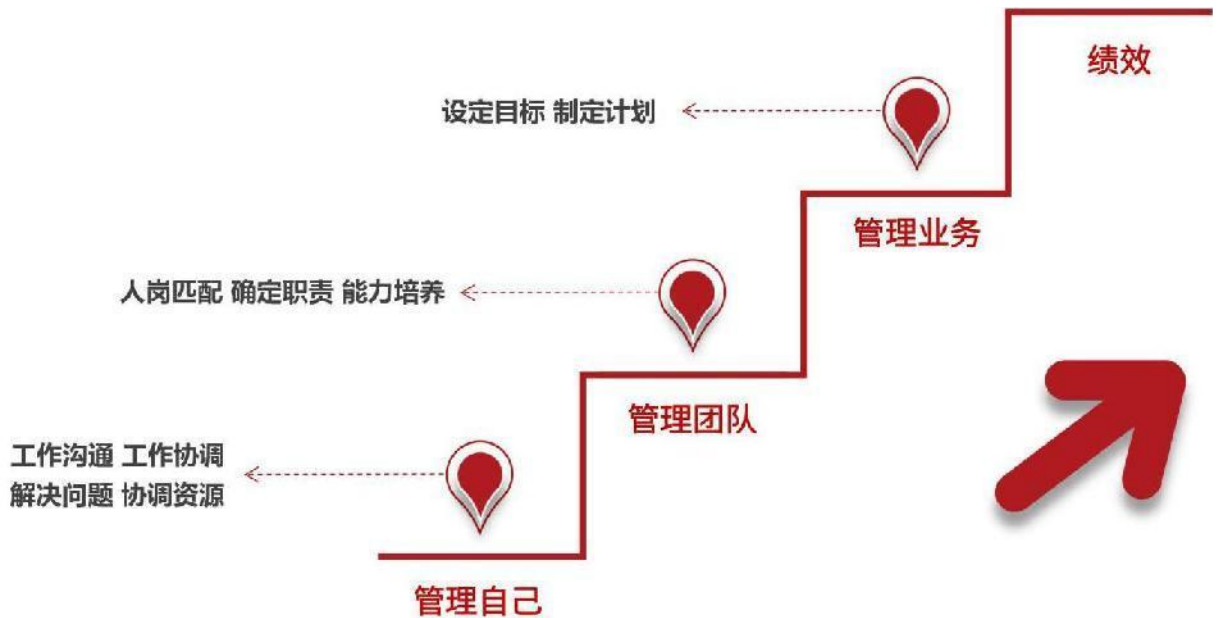 绩效
设定目标 制定计划
管理业务
人岗匹配 确定职责 能力培养
管理团队
工作沟通 工作协调
解决问题 协调资源
管理自己